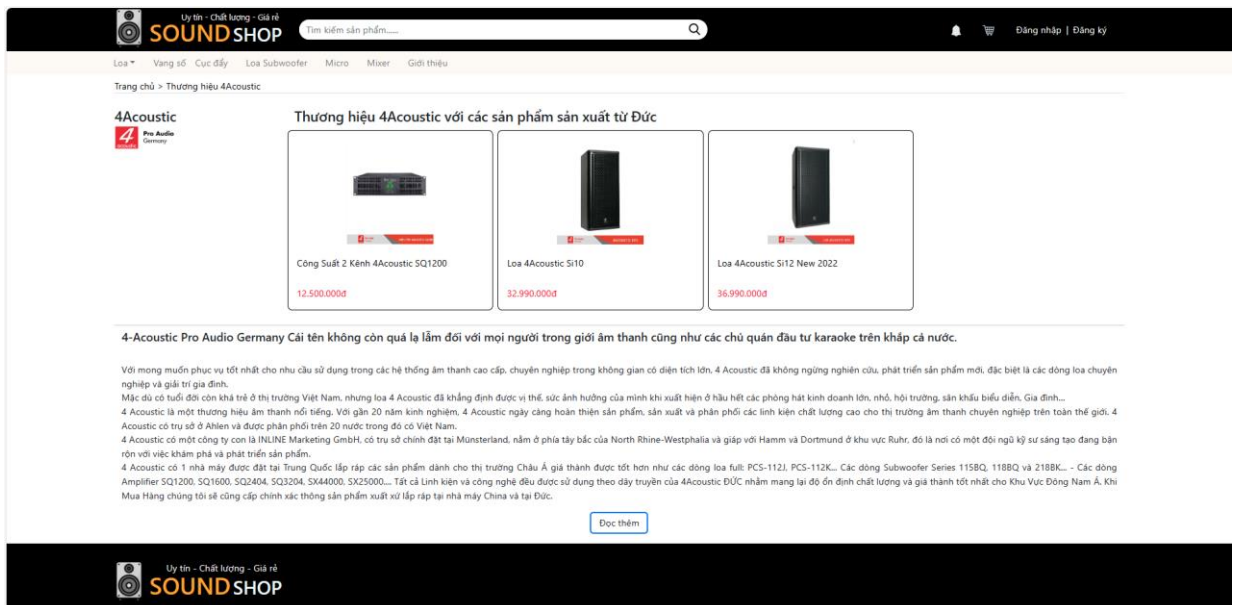 Uy tín - Chất lượng - Giá rẻ
SOUND SHOP
Tìm kiếm sản phẩm......
Đăng nhập | Đăng ký
Loa Vang số Cục đẩy Loa Subwoofer Micro Mixer Giới thiệu
Trang chủ > Thương hiệu 4Acoustic
4Acoustic
4 Pro Audio
Germany
Thương hiệu 4Acoustic với các sản phẩm sản xuất từ Đức
Công Suất 2 Kênh 4Acoustic SQ1200
12.500.000đ
Loa 4Acoustic Si10
32.990.000đ
Loa 4Acoustic Si12 New 2022
36.990.000đ
4-Acoustic Pro Audio Germany Cái tên không còn quá lạ lẫm đối với mọi người trong giới âm thanh cũng như các chủ quán đầu tư karaoke trên khắp cả nước.
Với mong muốn phục vụ tốt nhất cho nhu cầu sử dụng trong các hệ thống âm thanh cao cấp, chuyên nghiệp trong không gian có diện tích lớn, 4 Acoustic đã không ngừng nghiên cứu, phát triển sản phẩm mới, đặc biệt là các dòng loa chuyên
nghiệp và giải trí gia đình.
Mặc dù có tuổi đời còn khá trẻ ở thị trường Việt Nam, nhưng loa 4 Acoustic đã khẳng định được vị thế, sức ảnh hưởng của mình khi xuất hiện ở hầu hết các phòng hát kinh doanh lớn, nhỏ, hội trường, sân khấu biểu diễn, Gia đình...
4 Acoustic là một thương hiệu âm thanh nổi tiếng. Với gần 20 năm kinh nghiệm, 4 Acoustic ngày càng hoàn thiện sản phẩm, sản xuất và phân phối các linh kiện chất lượng cao cho thị trường âm thanh chuyên nghiệp trên toàn thế giới. 4
Acoustic có trụ sở ở Ahlen và được phân phối trên 20 nước trong đó có Việt Nam.
4 Acoustic có một công ty con là INLINE Marketing GmbH, có trụ sở chính đặt tại Münsterland, nằm ở phía tây bắc của North Rhine-Westphalia và giáp với Hamm và Dortmund ở khu vực Ruhr, đó là nơi có một đội ngũ kỹ sư sáng tạo đang bận
rộn với việc khám phá và phát triển sản phẩm.
4 Acoustic có 1 nhà máy được đặt tại Trung Quốc lắp ráp các sản phẩm dành cho thị trường Châu Á giá thành được tốt hơn như các dòng loa full: PCS-112J, PCS-112K... Các dòng Subwoofer Series 115BQ, 118BQ và 218BK... - Các dòng
Amplifier SQ1200, SQ1600, SQ2404, SQ3204, SX44000, SX25000.... Tất cả Linh kiện và công nghệ đều được sử dụng theo dây truyền của 4Acoustic ĐỨC nhằm mang lại độ ổn định chất lượng và giá thành tốt nhất cho Khu Vực Đông Nam Á. Khi
Mua Hàng chúng tôi sẽ cũng cấp chính xác thông sản phẩm xuất xứ lắp ráp tại nhà máy China và tại Đức.
Đọc thêm
Uy tín - Chất lượng - Giá rẻ
SOUND SHOP